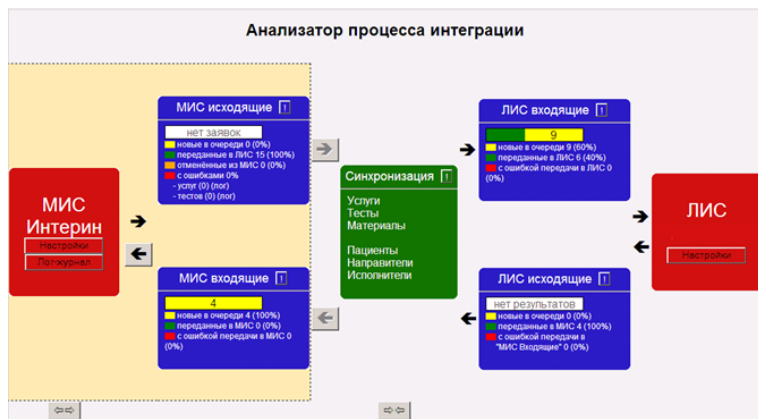 Анализатор процесса интеграции
МИС исходящие
нет заявок
новые в очереди 0 (0%)
переданные в ЛИС 15 (100%)
отменённые из МИС 0 (0%)
с ошибками 0%
- услуг (0) (лог)
- тестов (0) (лог)
МИС
Интерин
Настройки
Лог-журнал
МИС входящие
4
новые в очереди 4 (100%)
переданные в МИС 0 (0%)
с ошибкой передачи в МИС 0
(0%)
Синхронизация
Услуги
Тесты
Материалы
Пациенты
Направители
Исполнители
ЛИС входящие
9
новые в очереди 9 (60%)
переданные в ЛИС 6 (40%)
с ошибкой передачи в ЛИС 0
(0%)
ЛИС исходящие
нет результатов
новые в очереди 0 (0%)
переданные в МИС 4 (100%)
с ошибкой передачи в
"МИС Входящие" 0 (0%)
ЛИС
Настройки